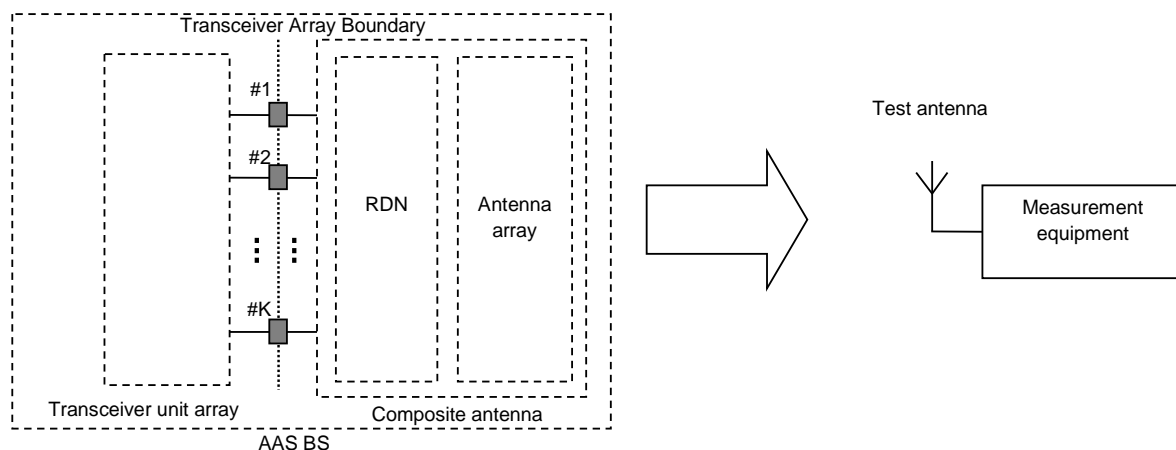 Transceiver Array Boundary
#1
#2
#K
RDN
Antenna
array
Transceiver unit array
Composite antenna
AAS BS
Test antenna
Measurement
equipment